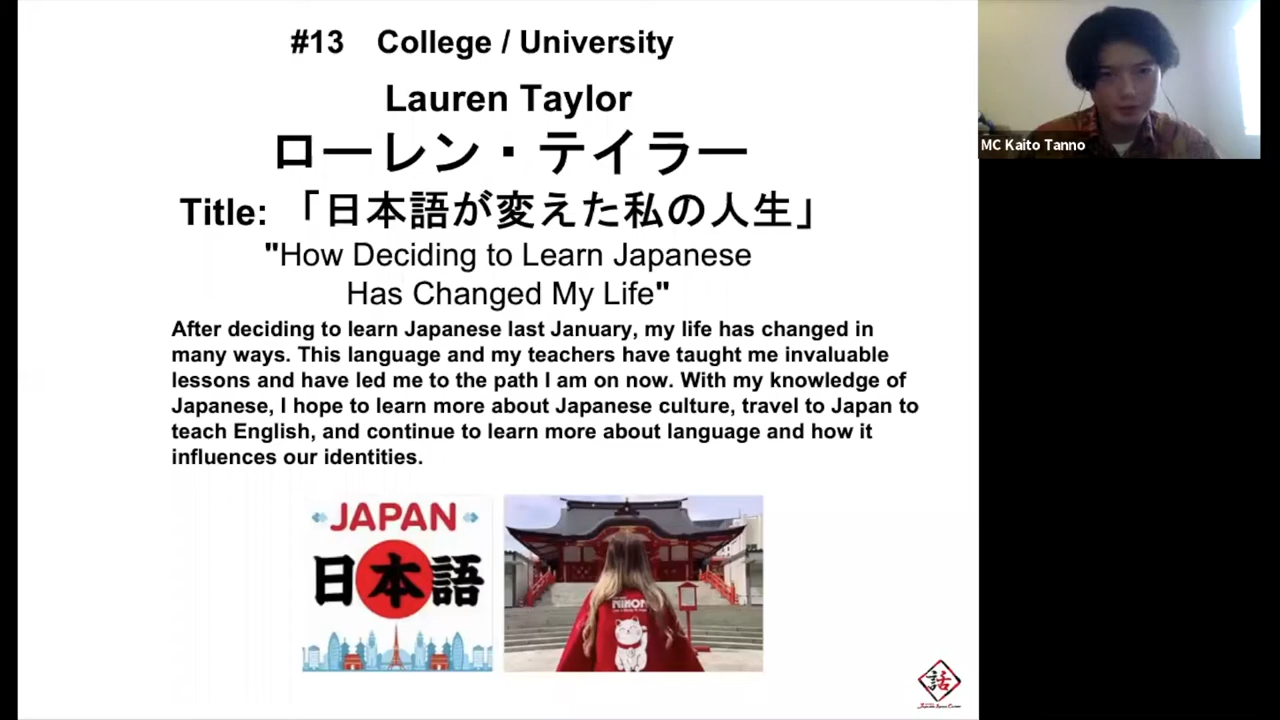 #13 College / University
Lauren Taylor
ローレン・テイラー
Title: 「日本語が変えた私の人生」
"How Deciding to Learn Japanese
Has Changed My Life"
After deciding to learn Japanese last January, my life has changed in
many ways. This language and my teachers have taught me invaluable
lessons and have led me to the path I am on now. With my knowledge of
Japanese, I hope to learn more about Japanese culture, travel to Japan to
teach English, and continue to learn more about language and how it
influences our identities.
JAPAN
日本語
NIHON
話
MC Kaito Tanno